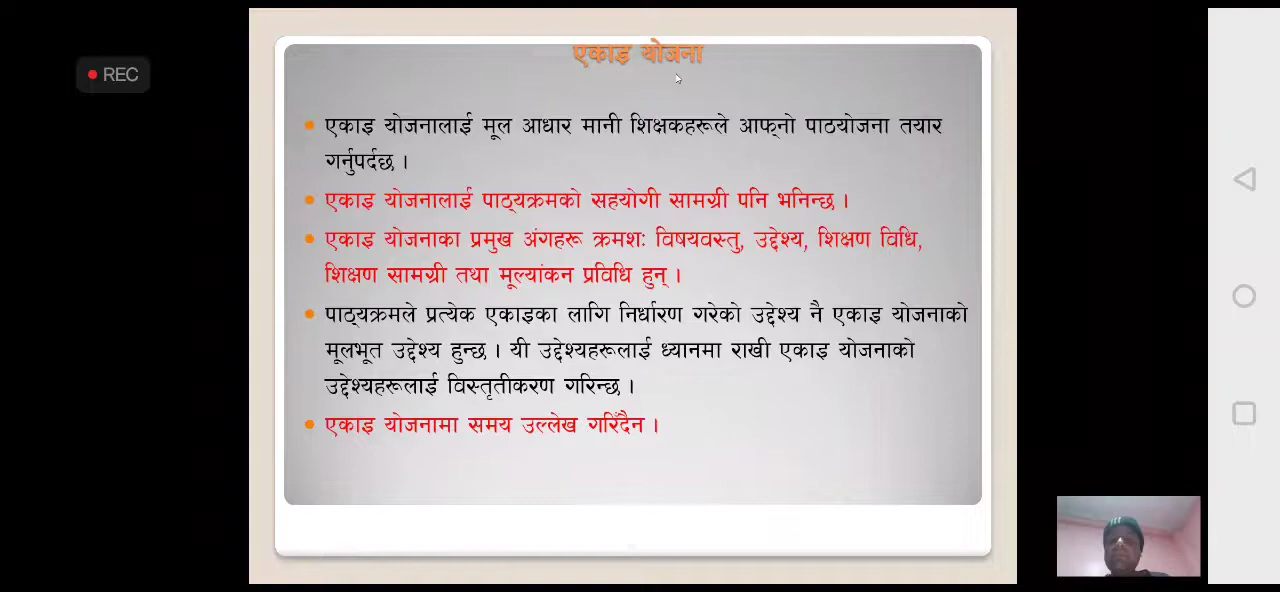 REC
एकाइ योजना
एकाइ योजनालाई मूल आधार मानी शिक्षकहरूले आफ्‍नो पाठयोजना तयार
गर्नुपर्दछ ।
एकाइ योजनालाई पाठ्यक्रमको सहयोगी सामग्री पनि भनिन्छ ।
एकाइ योजनाका प्रमुख अंगहरू क्रमशः विषयवस्तु, उद्देश्य, शिक्षण विधि,
शिक्षण सामग्री तथा मूल्यांकन प्रविधि हुन् ।
पाठ्यक्रमले प्रत्येक एकाइका लागि निर्धारण गरेको उद्देश्य नै एकाइ योजनाको
मूलभूत उद्देश्य हुन्छ । यी उद्देश्यहरूलाई ध्यानमा राखी एकाइ योजनाको
उद्देश्यहरूलाई विस्तृतीकरण गरिन्छ ।
एकाइ योजनामा समय उल्लेख गरिँदैन ।